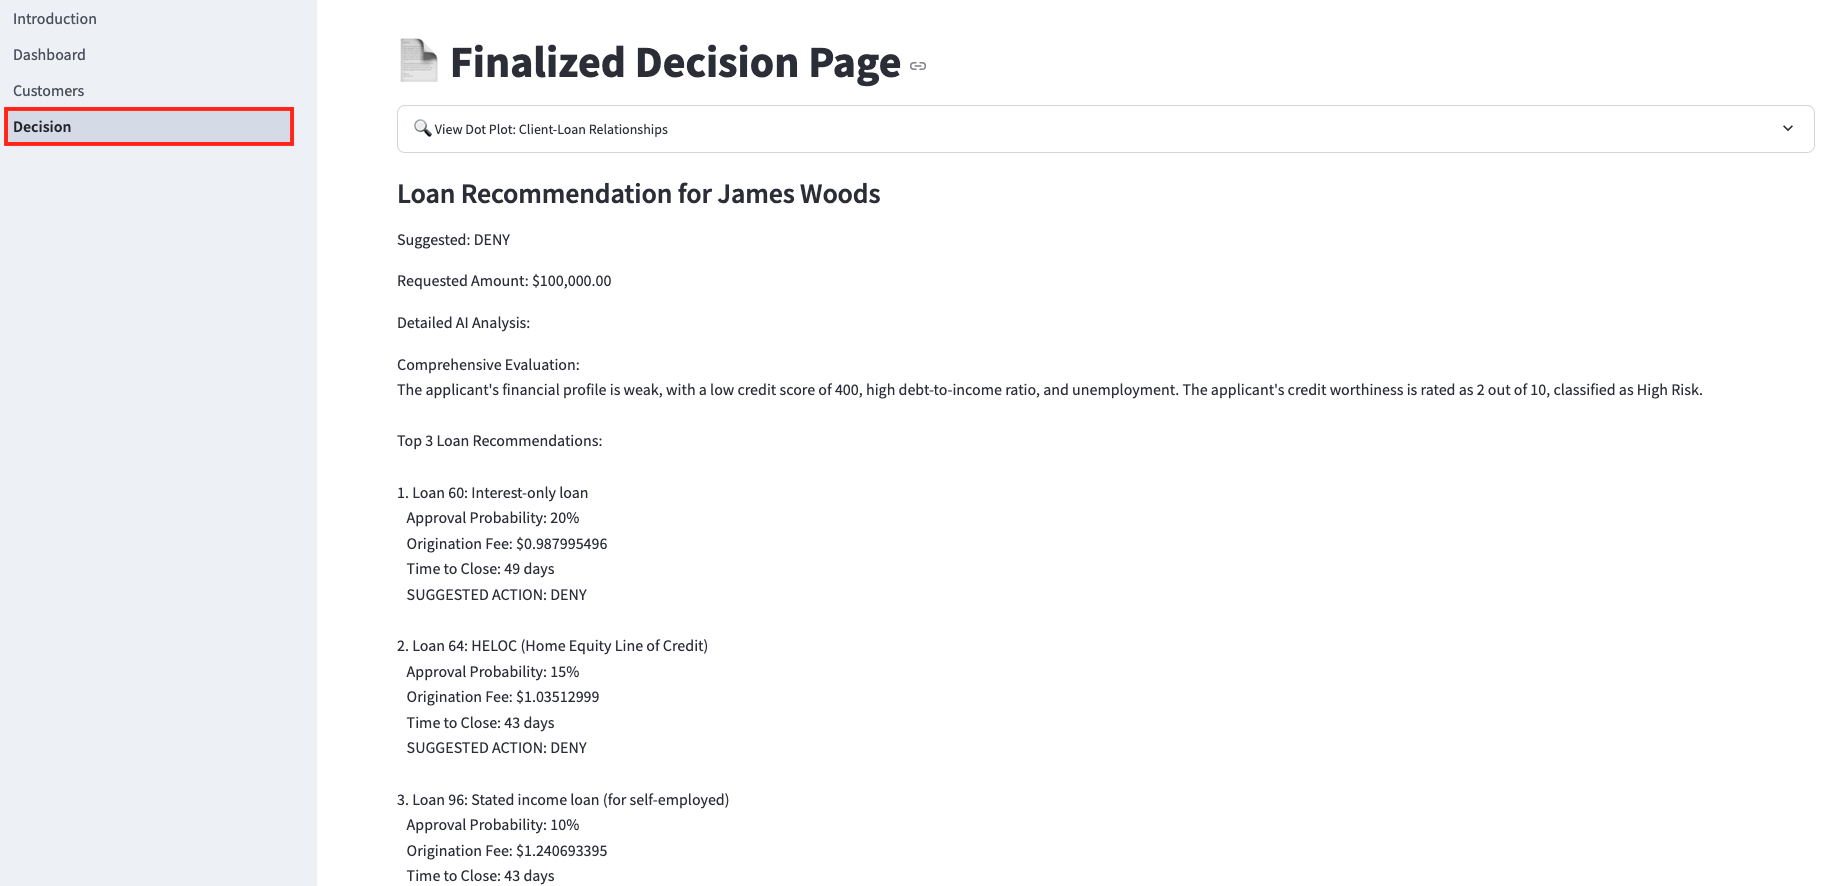 Introduction
Dashboard
Customers
Decision
Finalized Decision Page
View Dot Plot: Client-Loan Relationships
Loan Recommendation for James Woods
Suggested: DENY
Requested Amount: $100,000.00
Detailed AI Analysis:
Comprehensive Evaluation:
The applicant's financial profile is weak, with a low credit score of 400, high debt-to-income ratio, and unemployment. The applicant's credit worthiness is rated as 2 out of 10, classified as High Risk.
Top 3 Loan Recommendations:
1. Loan 60: Interest-only loan
Approval Probability: 20%
Origination Fee: $0.987995496
Time to Close: 49 days
SUGGESTED ACTION: DENY
2. Loan 64: HELOC (Home Equity Line of Credit)
Approval Probability: 15%
Origination Fee: $1.03512999
Time to Close: 43 days
SUGGESTED ACTION: DENY
3. Loan 96: Stated income loan (for self-employed)
Approval Probability: 10%
Origination Fee: $1.240693395
Time to Close: 43 days